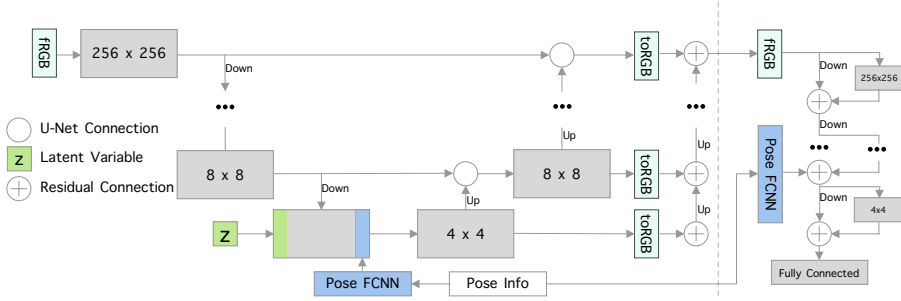 fRGB
256 x 256
Down
toRGB
fRGB
Down
256x256
•••
•••
•••
Down
U-Net Connection
z
Latent Variable
Residual Connection
Up
Up
8 x 8
8 x 8
toRGB
Pose FCNN
•••
•••
Down
Up
Up
Down
4x4
z
4 x 4
toRGB
Pose FCNN
Pose Info
Fully Connected